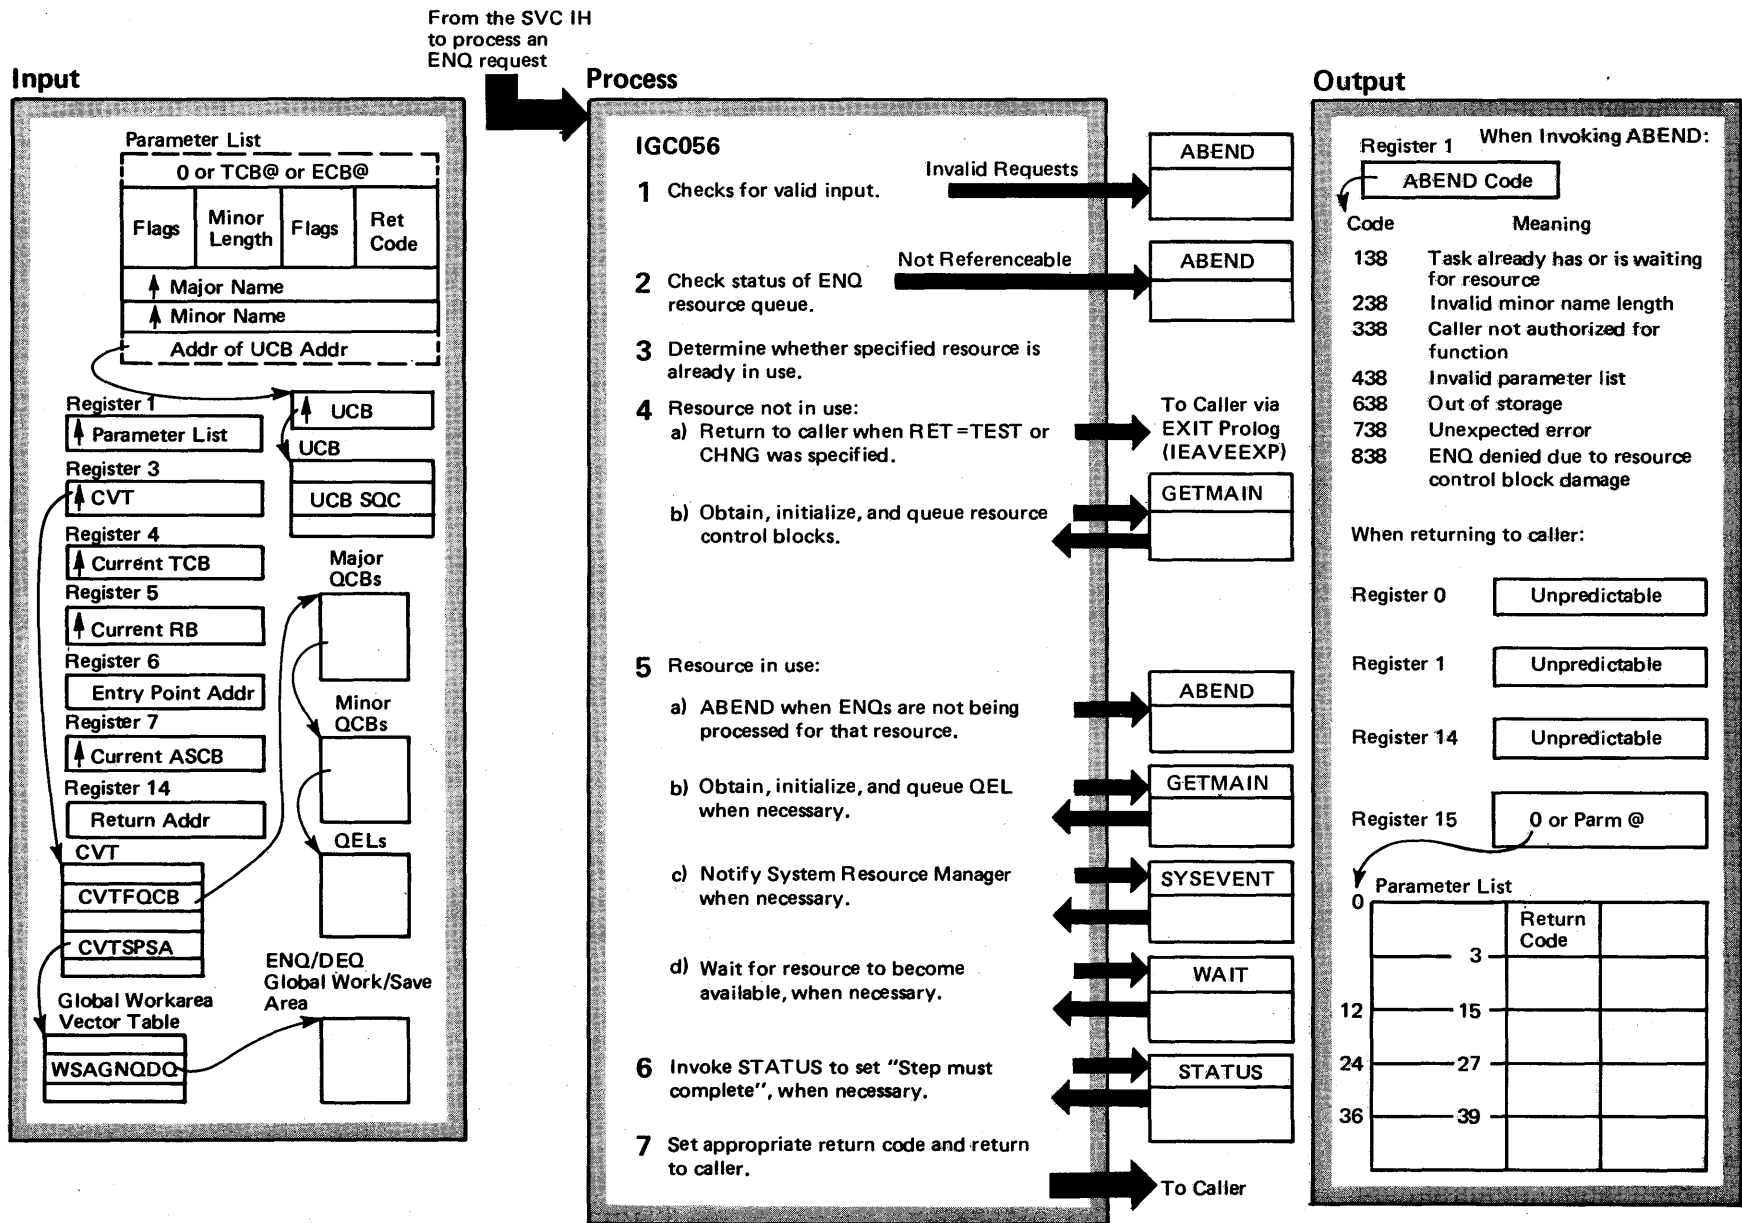 From the SVC IH
to process an
ENQ request
Input
Parameter List
0 or TCB@ or ECB@
Flags
Minor
Length
Flags
Ret
Code
Major Name
Minor Name
Addr of UCB Addr
Register 1
Parameter List
UCB
UCB
UCB SQC
Register 3
CVT
Register 4
Current TCB
Register 5
Current RB
Register 6
Entry Point Addr
Register 7
Current ASCB
Register 14
Return Addr
CVT
CVTFQCB
CVTSPSA
Global Workarea
Vector Table
WSAGNQDQ
Major
QCBs
Minor
QCBs
QELs
ENQ/DEQ
Global Work/Save
Area
Process
IGC056
1 Checks for valid input.
Invalid Requests
ABEND
2 Check status of ENQ
resource queue.
Not Referenceable
ABEND
3 Determine whether specified resource is
already in use.
4 Resource not in use:
a) Return to caller when RET=TEST or
CHNG was specified.
To Caller via
EXIT Prolog
(IEAVEEXP)
b) Obtain, initialize, and queue resource
control blocks.
GETMAIN
5 Resource in use:
a) ABEND when ENQs are not being
processed for that resource.
ABEND
b) Obtain, initialize, and queue QEL
when necessary.
GETMAIN
c) Notify System Resource Manager
when necessary.
SYSEVENT
d) Wait for resource to become
available, when necessary.
WAIT
6 Invoke STATUS to set "Step must
complete", when necessary.
STATUS
7 Set appropriate return code and return
to caller.
To Caller
Output
When Invoking ABEND:
Register 1
ABEND Code
Code Meaning
138 Task already has or is waiting
for resource
238 Invalid minor name length
338 Caller not authorized for
function
438 Invalid parameter list
638 Out of storage
738 Unexpected error
838 ENQ denied due to resource
control block damage
When returning to caller:
Register 0 Unpredictable
Register 1 Unpredictable
Register 14 Unpredictable
Register 15 0 or Parm @
Parameter List
0
Return
Code
3
12 15
24 27
36 39